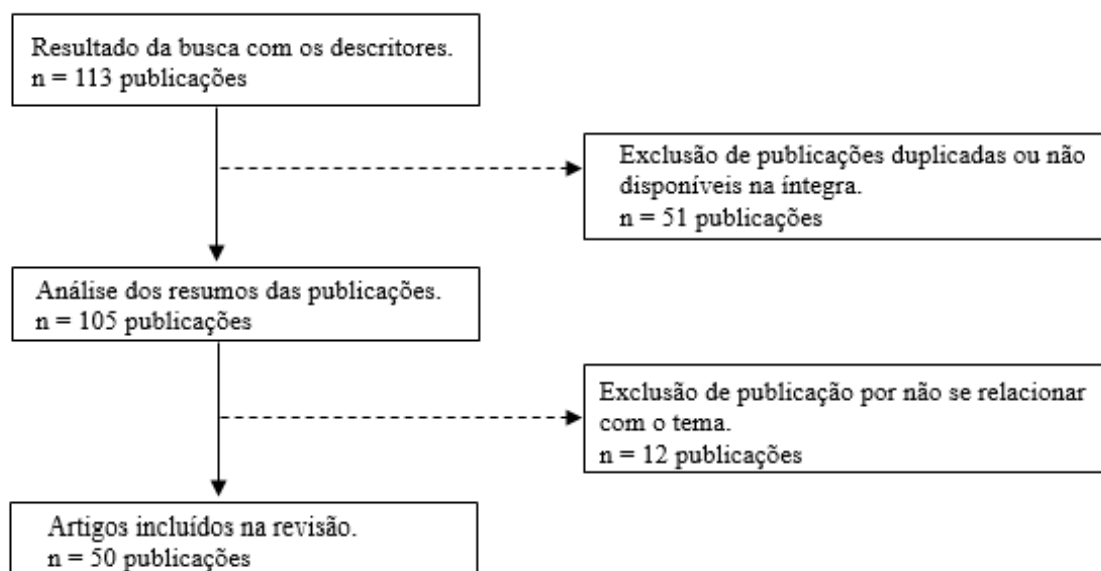 Resultado da busca com os descritores.
n = 113 publicações
Exclusão de publicações duplicadas ou não
disponíveis na íntegra.
n = 51 publicações
Análise dos resumos das publicações.
n = 105 publicações
Exclusão de publicação por não se relacionar
com o tema.
n = 12 publicações
Artigos incluídos na revisão.
n = 50 publicações